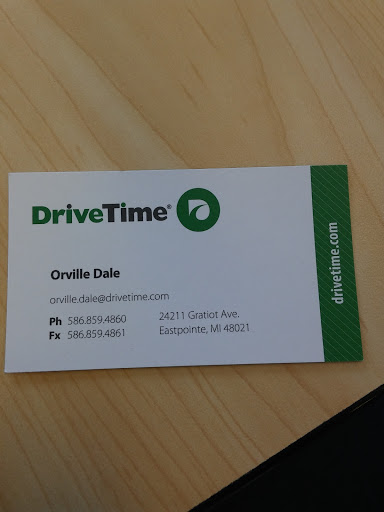 DriveTime®
Orville Dale
orville.dale@drivetime.com
Ph 586.859.4860
Fx 586.859.4861
24211 Gratiot Ave.
Eastpointe, MI 48021
drivetime.com